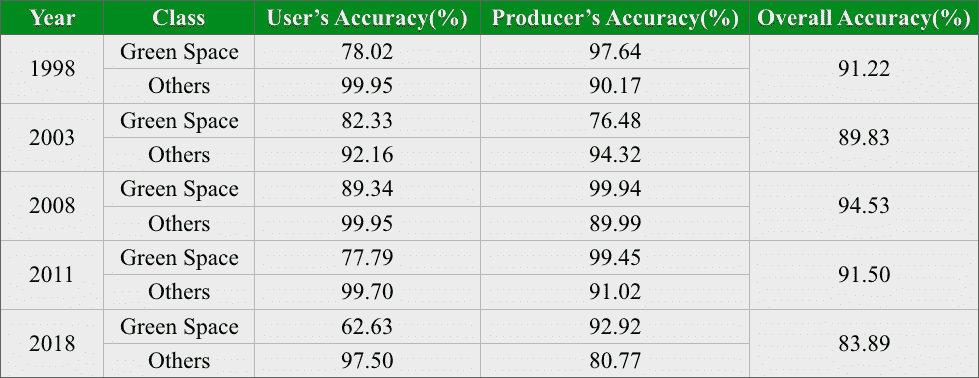 Year Class User’s Accuracy(%) Producer’s Accuracy(%) Overall Accuracy(%)
1998 Green Space 78.02 97.64 91.22
Others 99.95 90.17
2003 Green Space 82.33 76.48 89.83
Others 92.16 94.32
2008 Green Space 89.34 99.94 94.53
Others 99.95 89.99
2011 Green Space 77.79 99.45 91.50
Others 99.70 91.02
2018 Green Space 62.63 92.92 83.89
Others 97.50 80.77